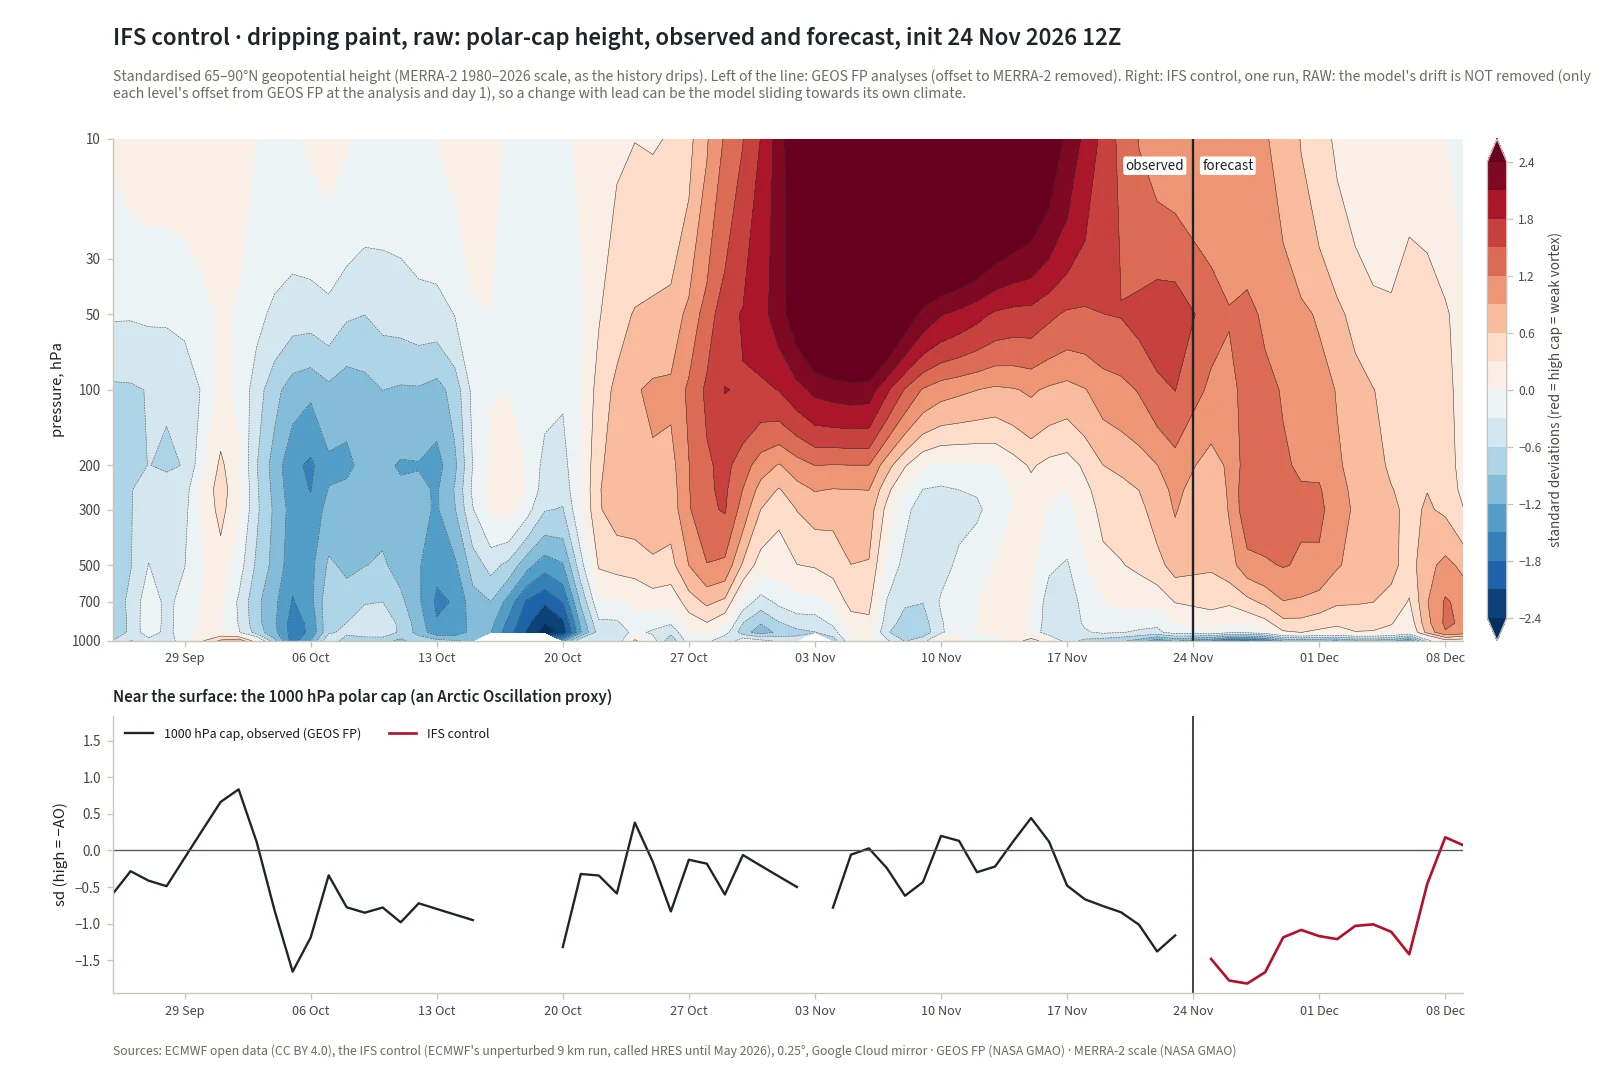 IFS control · dripping paint, raw: polar-cap height, observed and forecast, init 24 Nov 2026 12Z
Standardised 65–90°N geopotential height (MERRA-2 1980–2026 scale, as the history drips). Left of the line: GEOS FP analyses (offset to MERRA-2 removed). Right: IFS control, one run, RAW: the model's drift is NOT removed (only
each level's offset from GEOS FP at the analysis and day 1), so a change with lead can be the model sliding towards its own climate.
pressure, hPa
10
30
50
100
200
300
500
700
1000
observed
forecast
29 Sep
06 Oct
13 Oct
20 Oct
27 Oct
03 Nov
10 Nov
17 Nov
24 Nov
01 Dec
08 Dec
2.4
1.8
1.2
0.6
0.0
−0.6
−1.2
−1.8
−2.4
standard deviations (red = high cap = weak vortex)
Near the surface: the 1000 hPa polar cap (an Arctic Oscillation proxy)
1000 hPa cap, observed (GEOS FP)
IFS control
sd (high = −AO)
1.5
1.0
0.5
0.0
−0.5
−1.0
−1.5
29 Sep
06 Oct
13 Oct
20 Oct
27 Oct
03 Nov
10 Nov
17 Nov
24 Nov
01 Dec
08 Dec
Sources: ECMWF open data (CC BY 4.0), the IFS control (ECMWF's unperturbed 9 km run, called HRES until May 2026), 0.25°, Google Cloud mirror · GEOS FP (NASA GMAO) · MERRA-2 scale (NASA GMAO)